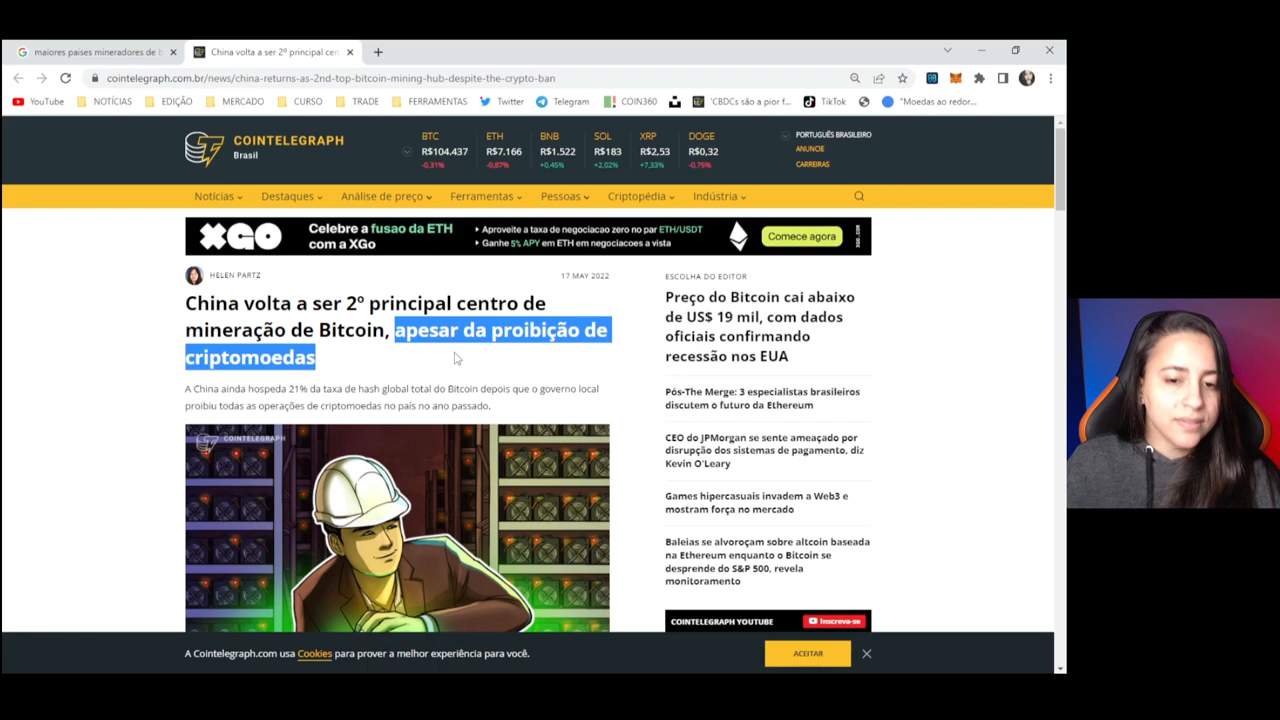 maiores paises mineradores de b
China volta a ser 2º principal cen
cointelegraph.com.br/news/china-returns-as-2nd-top-bitcoin-mining-hub-despite-the-crypto-ban
YouTube NOTÍCIAS EDIÇÃO MERCADO CURSO TRADE FERRAMENTAS Twitter Telegram COIN360 'CBDCs são a pior f... TikTok "Moedas ao redor...
COINTELEGRAPH
Brasil
BTC ETH BNB SOL XRP DOGE
R$104.437 R$7.166 R$1.522 R$183 R$2,53 R$0,32
-0,31% -0,87% +0,45% +2,02% +7,33% -0,75%
PORTUGUÊS BRASILEIRO
ANUNCIE
CARREIRAS
Notícias Destaques Análise de preço Ferramentas Pessoas Criptopédia Indústria
XGO
Celebre a fusao da ETH
com a XGo
Aproveite a taxa de negociacao zero no par ETH/USDT
Ganhe 5% APY em ETH em negociacoes a vista
Comece agora
XGO.COM
HELEN PARTZ
17 MAY 2022
China volta a ser 2º principal centro de
mineração de Bitcoin, apesar da proibição de
criptomoedas
A China ainda hospeda 21% da taxa de hash global total do Bitcoin depois que o governo local
proibiu todas as operações de criptomoedas no país no ano passado.
COINTELEGRAPH
ESCOLHA DO EDITOR
Preço do Bitcoin cai abaixo
de US$ 19 mil, com dados
oficiais confirmando
recessão nos EUA
Pós-The Merge: 3 especialistas brasileiros
discutem o futuro da Ethereum
CEO do JPMorgan se sente ameaçado por
disrupção dos sistemas de pagamento, diz
Kevin O'Leary
Games hipercasuais invadem a Web3 e
mostram força no mercado
Baleias se alvoroçam sobre altcoin baseada
na Ethereum enquanto o Bitcoin se
desprende do S&P 500, revela
monitoramento
COINTELEGRAPH YOUTUBE
Inscreva-se
A Cointelegraph.com usa Cookies para prover a melhor experiência para você.
ACEITAR